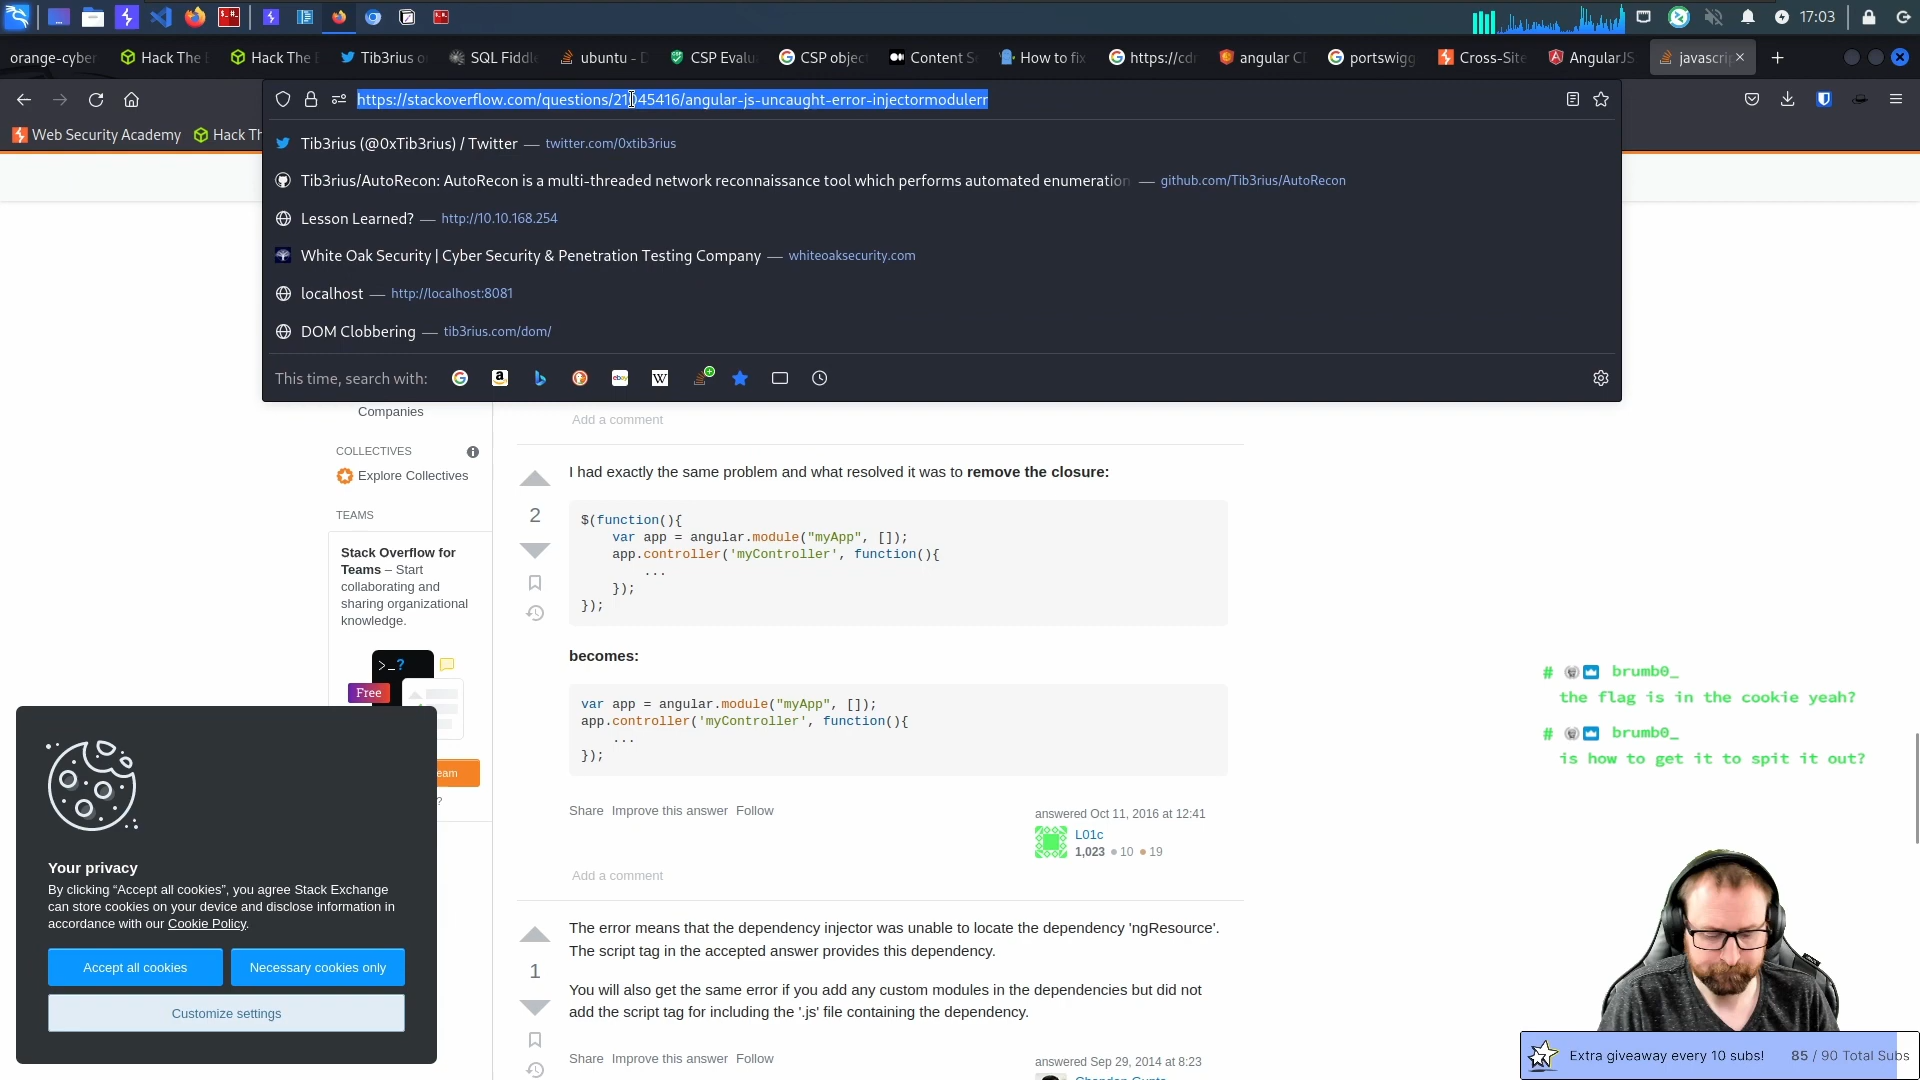 17:03
orange-cyber
Hack The
Hack The
Tib3rius on
SQL Fiddle
ubuntu - D
CSP Evalu
CSP objec
Content Se
How to fix
https://cdn
angular CD
portswigg
Cross-Site
AngularJS
javascrip
https://stackoverflow.com/questions/21045416/angular-js-uncaught-error-injectormodulerr
Web Security Academy
Hack Th
Tib3rius (@0xTib3rius) / Twitter — twitter.com/0xtib3rius
Tib3rius/AutoRecon: AutoRecon is a multi-threaded network reconnaissance tool which performs automated enumeration — github.com/Tib3rius/AutoRecon
Lesson Learned? — http://10.10.168.254
White Oak Security | Cyber Security & Penetration Testing Company — whiteoaksecurity.com
localhost — http://localhost:8081
DOM Clobbering — tib3rius.com/dom/
This time, search with:
Companies
COLLECTIVES
Explore Collectives
TEAMS
Stack Overflow for
Teams – Start
collaborating and
sharing organizational
knowledge.
>_?
Free
eam
?
Add a comment
2
I had exactly the same problem and what resolved it was to remove the closure:
$(function(){
var app = angular.module("myApp", []);
app.controller('myController', function(){
...
});
});
becomes:
var app = angular.module("myApp", []);
app.controller('myController', function(){
...
});
Share Improve this answer Follow
answered Oct 11, 2016 at 12:41
L01c
1,023 10 19
Add a comment
1
The error means that the dependency injector was unable to locate the dependency 'ngResource'.
The script tag in the accepted answer provides this dependency.
You will also get the same error if you add any custom modules in the dependencies but did not
add the script tag for including the '.js' file containing the dependency.
Share Improve this answer Follow
answered Sep 29, 2014 at 8:23
Your privacy
By clicking “Accept all cookies”, you agree Stack Exchange
can store cookies on your device and disclose information in
accordance with our Cookie Policy.
Accept all cookies
Necessary cookies only
Customize settings
# brumb0_
the flag is in the cookie yeah?
# brumb0_
is how to get it to spit it out?
Extra giveaway every 10 subs! 85 / 90 Total Subs